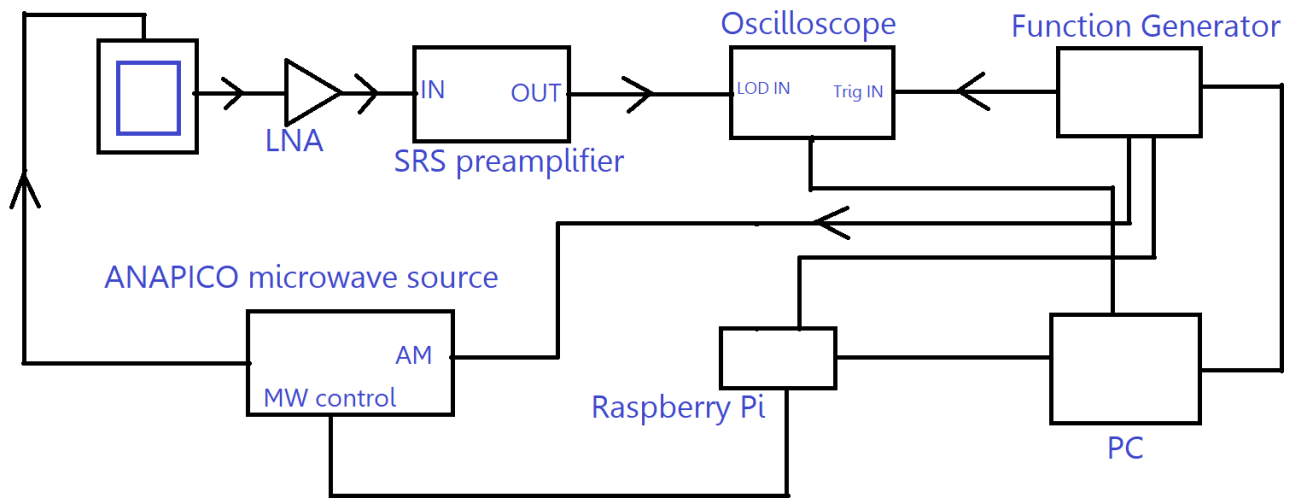 Oscilloscope
Function Generator
IN
OUT
LOD IN
Trig IN
LNA
SRS preamplifier
ANAPICO microwave source
AM
MW control
Raspberry Pi
PC